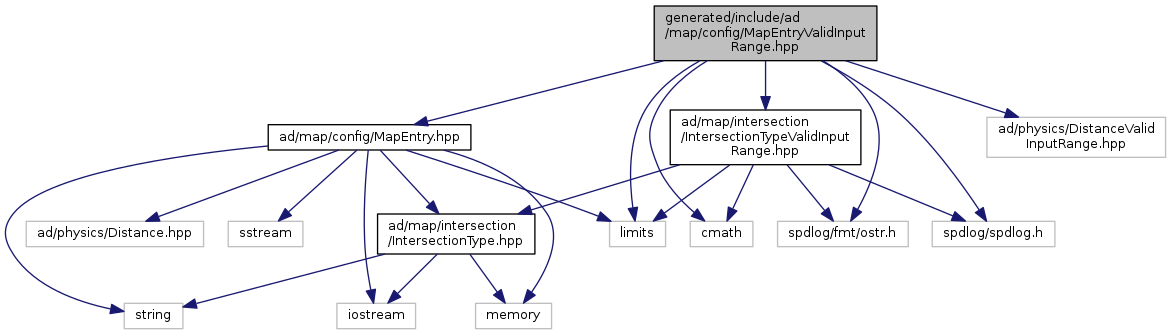 generated/include/ad
/map/config/MapEntryValidInput
Range.hpp
ad/map/intersection
/IntersectionTypeValidInput
Range.hpp
ad/physics/DistanceValid
InputRange.hpp
ad/map/config/MapEntry.hpp
ad/physics/Distance.hpp
sstream
ad/map/intersection
/IntersectionType.hpp
limits
cmath
spdlog/fmt/ostr.h
spdlog/spdlog.h
string
iostream
memory